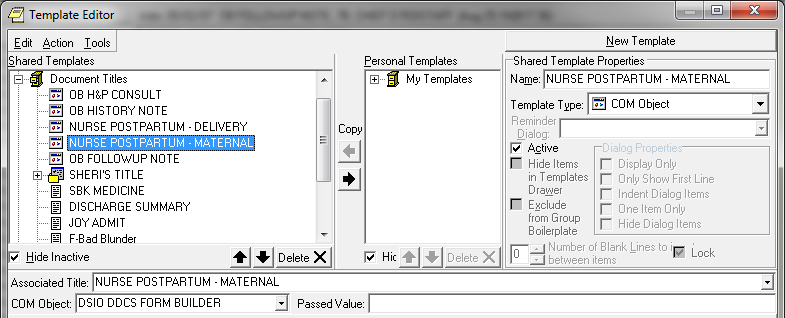 Template Editor
Edit Action Tools
New Template
Shared Templates
Document Titles
OB H&P CONSULT
OB HISTORY NOTE
NURSE POSTPARTUM - DELIVERY
NURSE POSTPARTUM - MATERNAL
OB FOLLOWUP NOTE
SHERI'S TITLE
SBK MEDICINE
DISCHARGE SUMMARY
JOY ADMIT
F-Bad Blunder
Hide Inactive
Delete
Copy
Personal Templates
My Templates
Delete
Shared Template Properties
Name: NURSE POSTPARTUM - MATERNAL
Template Type: COM Object
Reminder
Dialog:
Active
Hide Items
in Templates
Drawer
Exclude
from Group
Boilerplate
Dialog Properties
Display Only
Only Show First Line
Indent Dialog Items
One Item Only
Hide Dialog Items
0 Number of Blank Lines to
between items
Lock
Associated Title: NURSE POSTPARTUM - MATERNAL
COM Object: DSIO DDCS FORM BUILDER
Passed Value: